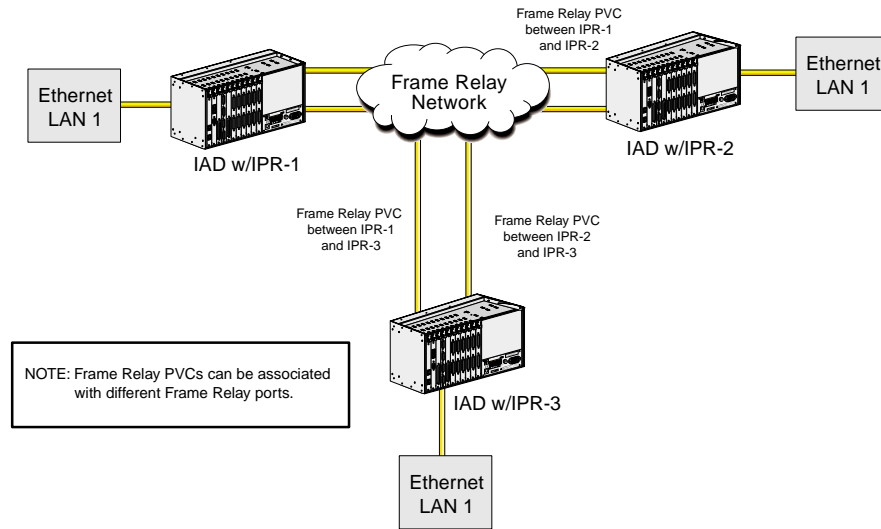 Frame Relay PVC
between IPR-1
and IPR-2
Ethernet
LAN 1
Frame Relay
Network
Ethernet
LAN 1
IAD w/IPR-1
IAD w/IPR-2
Frame Relay PVC
between IPR-1
and IPR-3
Frame Relay PVC
between IPR-2
and IPR-3
NOTE: Frame Relay PVCs can be associated
with different Frame Relay ports.
IAD w/IPR-3
Ethernet
LAN 1